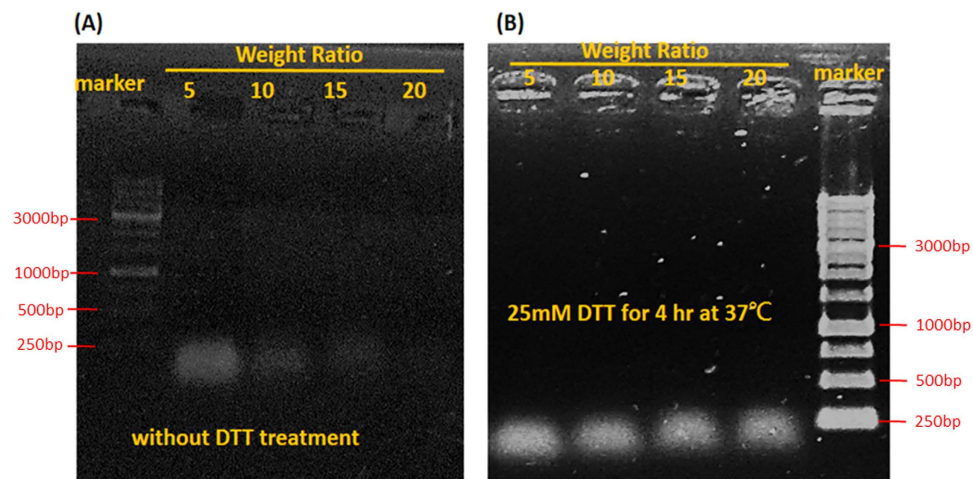 (A)
Weight Ratio
marker
5 10 15 20
3000bp
1000bp
500bp
250bp
without DTT treatment
(B)
Weight Ratio
5 10 15 20
marker
25mM DTT for 4 hr at 37℃
3000bp
1000bp
500bp
250bp